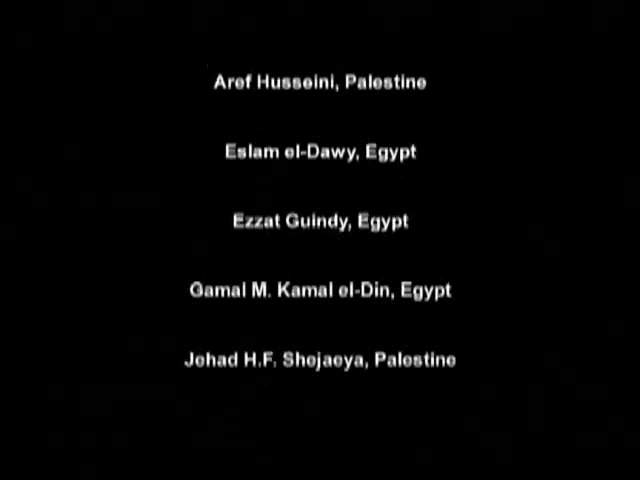 Aref Husseini, Palestine
Eslam el-Dawy, Egypt
Ezzat Guindy, Egypt
Gamal M. Kamal el-Din, Egypt
Jehad H.F. Shejaeya, Palestine